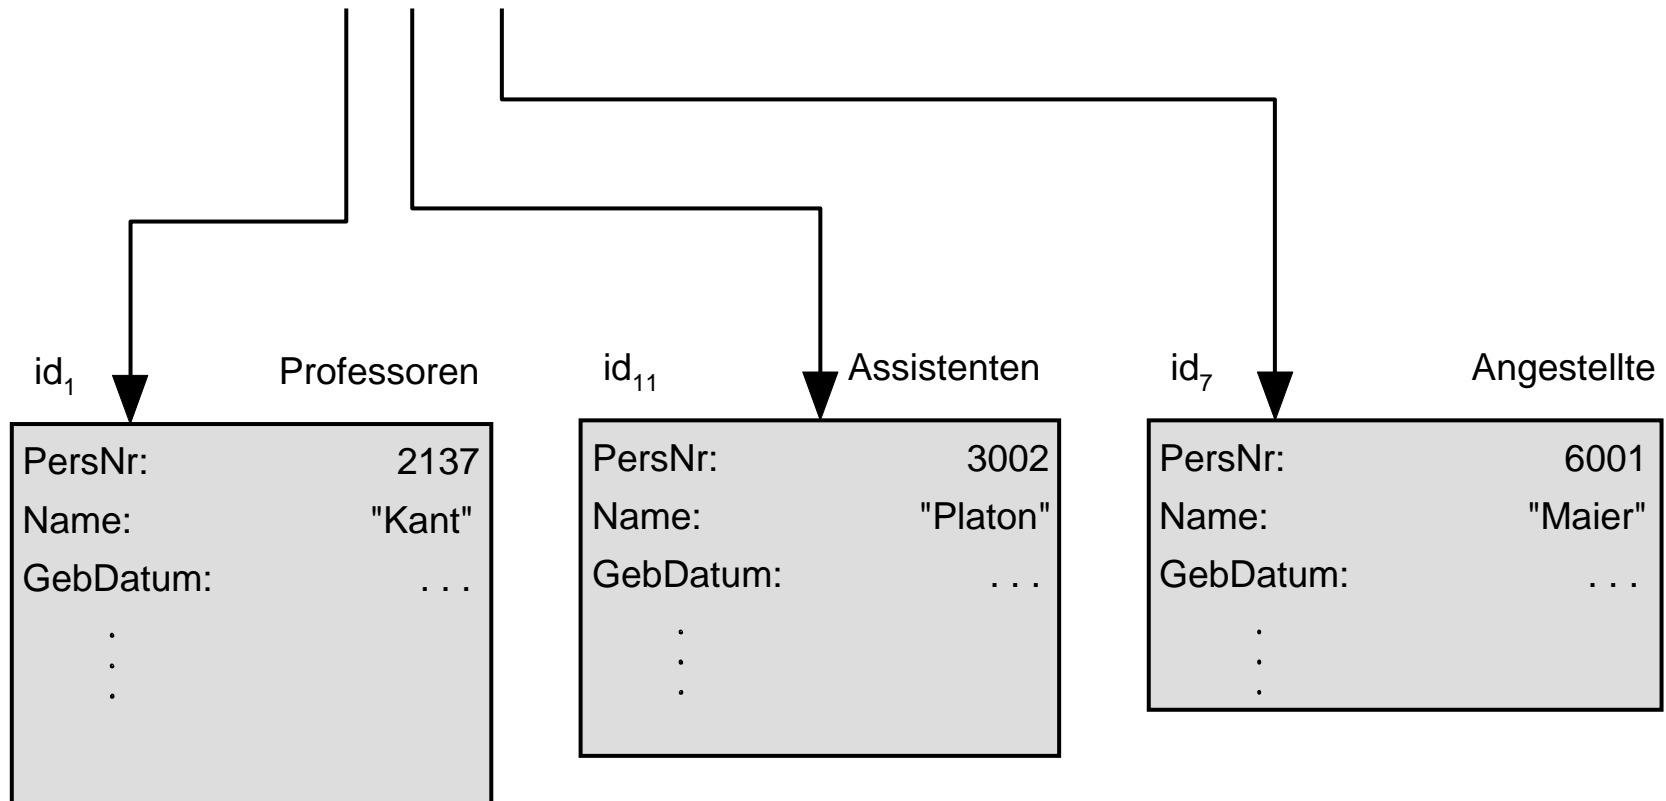 id1 Professoren
PersNr: 2137
Name: "Kant"
GebDatum: . . .
.
.
.
id11 Assistenten
PersNr: 3002
Name: "Platon"
GebDatum: . . .
.
.
.
id7 Angestellte
PersNr: 6001
Name: "Maier"
GebDatum: . . .
.
.
.